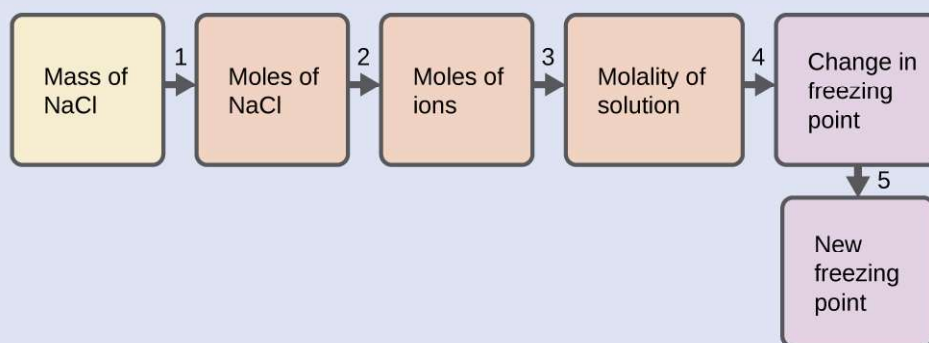 Mass of
NaCl
1
Moles of
NaCl
2
Moles of
ions
3
Molality of
solution
4
Change in
freezing
point
5
New
freezing
point